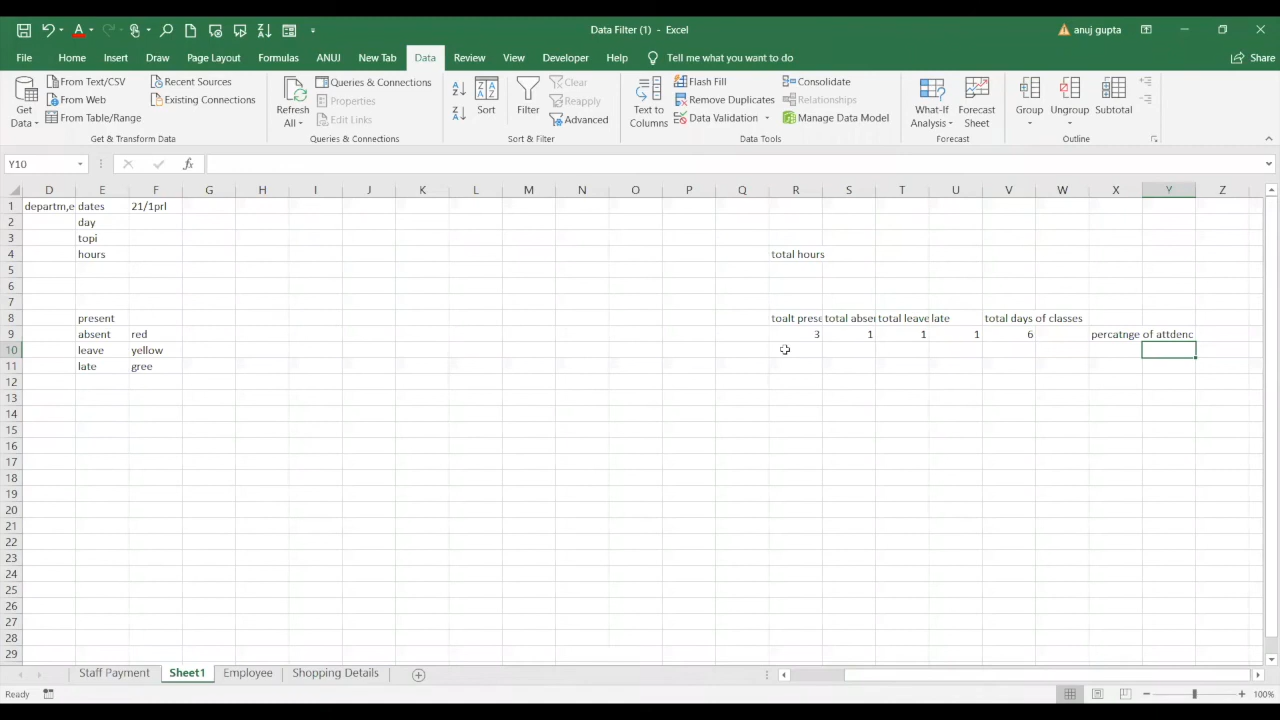 Data Filter (1) - Excel
anuj gupta
File Home Insert Draw Page Layout Formulas ANUJ New Tab Data Review View Developer Help Tell me what you want to do Share
Get Data
From Text/CSV
From Web
From Table/Range
Recent Sources
Existing Connections
Get & Transform Data
Refresh All
Queries & Connections
Properties
Edit Links
Queries & Connections
Sort
Filter
Clear
Reapply
Advanced
Sort & Filter
Text to Columns
Flash Fill
Remove Duplicates
Data Validation
Consolidate
Relationships
Manage Data Model
Data Tools
What-If Analysis
Forecast Sheet
Forecast
Group
Ungroup
Subtotal
Outline
Y10 fx
D E F G H I J K L M N O P Q R S T U V W X Y Z
1 departm,e dates 21/1prl
2 day
3 topi
4 hours total hours
5
6
7
8 present toalt prese total absen total leave late total days of classes
9 absent red 3 1 1 1 6 percatnge of attdenc
10 leave yellow
11 late gree
12
13
14
15
16
17
18
19
20
21
22
23
24
25
26
27
28
29
Staff Payment Sheet1 Employee Shopping Details
Ready 100%